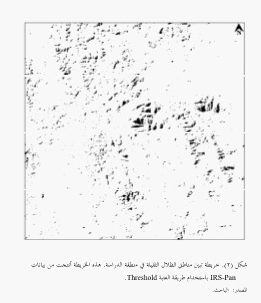 شكل (٢). خريطة تبين مناطق الظلال الثقيلة في منطقة الدراسة. هذه الخريطة أنتجت من بيانات
IRS-Pan باستخدام طريقة العتبة Threshold.
المصدر: الباحث.